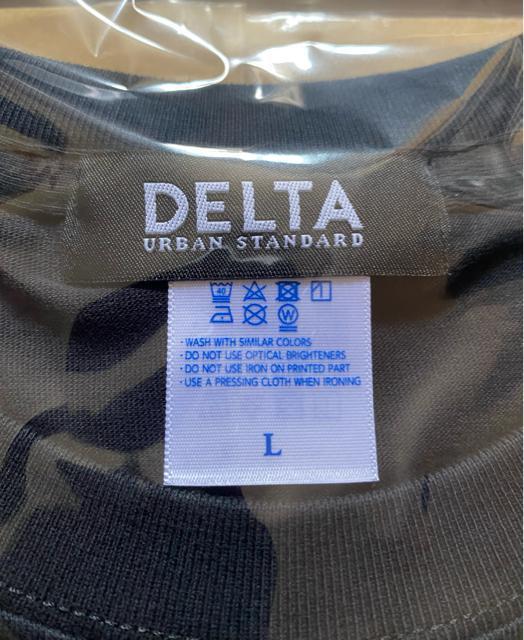 DELTA
URBAN STANDARD
40
W
· WASH WITH SIMILAR COLORS
· DO NOT USE OPTICAL BRIGHTENERS
· DO NOT USE IRON ON PRINTED PART
· USE A PRESSING CLOTH WHEN IRONING
L